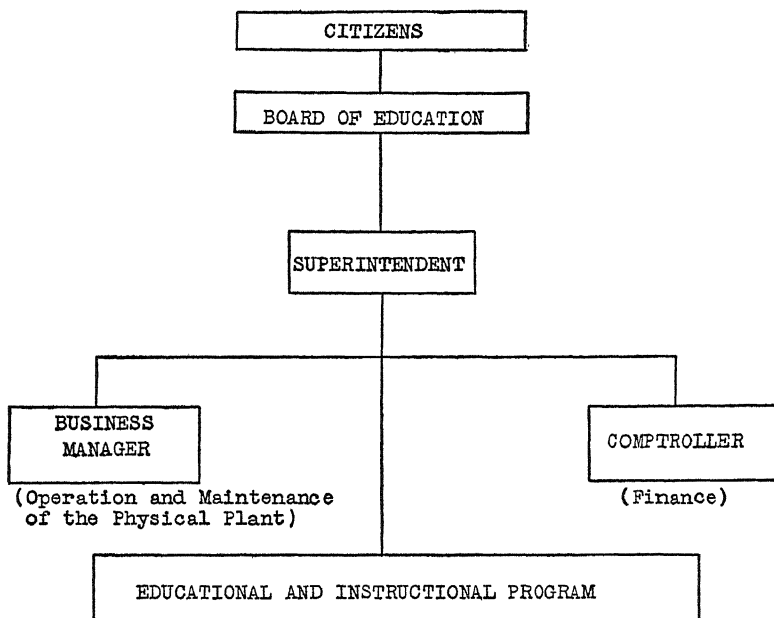 CITIZENS
BOARD OF EDUCATION
SUPERINTENDENT
BUSINESS
MANAGER
(Operation and Maintenance
of the Physical Plant)
COMPTROLLER
(Finance)
EDUCATIONAL AND INSTRUCTIONAL PROGRAM